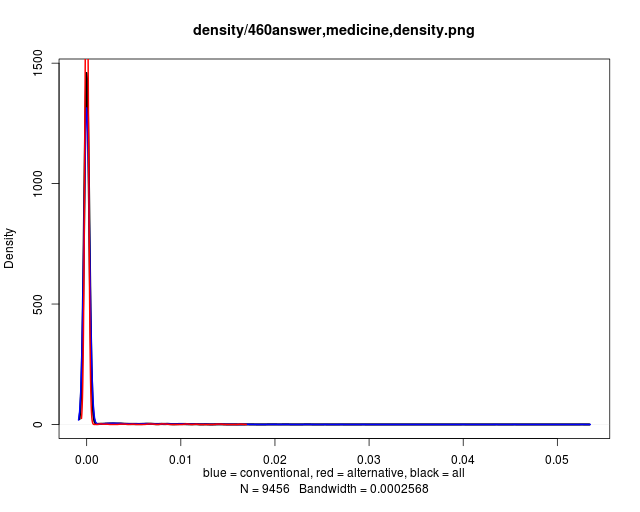 density/460answer,medicine,density.png
1500
1000
500
0
Density
0.00 0.01 0.02 0.03 0.04 0.05
blue = conventional, red = alternative, black = all
N = 9456 Bandwidth = 0.0002568